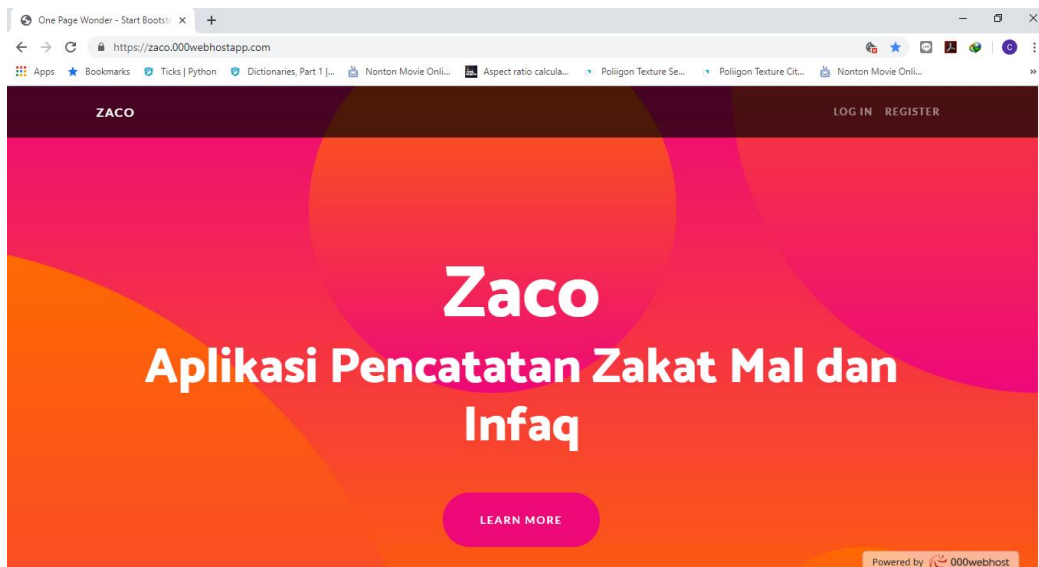 One Page Wonder - Start Bootst
https://zaco.000webhostapp.com
Apps Bookmarks Ticks | Python Dictionaries, Part 1 |... Nonton Movie Onli... Aspect ratio calcula... Poliigon Texture Se... Poliigon Texture Cit... Nonton Movie Onli... »
ZACO LOG IN REGISTER
Zaco
Aplikasi Pencatatan Zakat Mal dan
Infaq
LEARN MORE
Powered by 000webhost